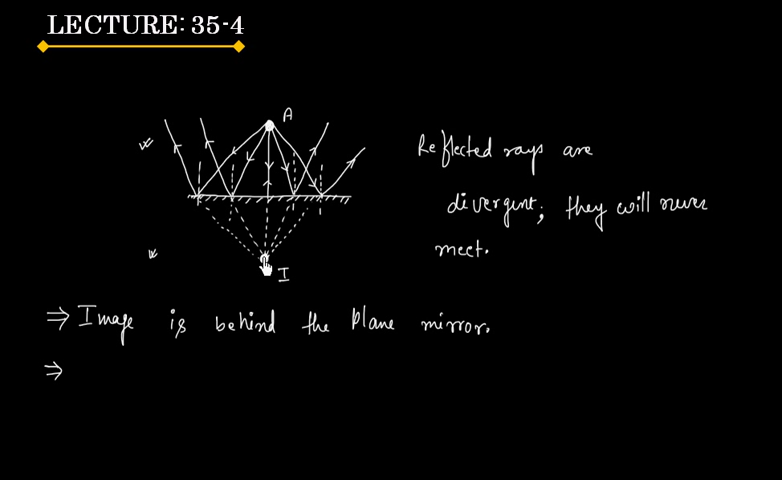 LECTURE: 35-4
A
Reflected rays are
divergent; they will never
meet.
I
⇒ Image is behind the Plane mirror.
⇒